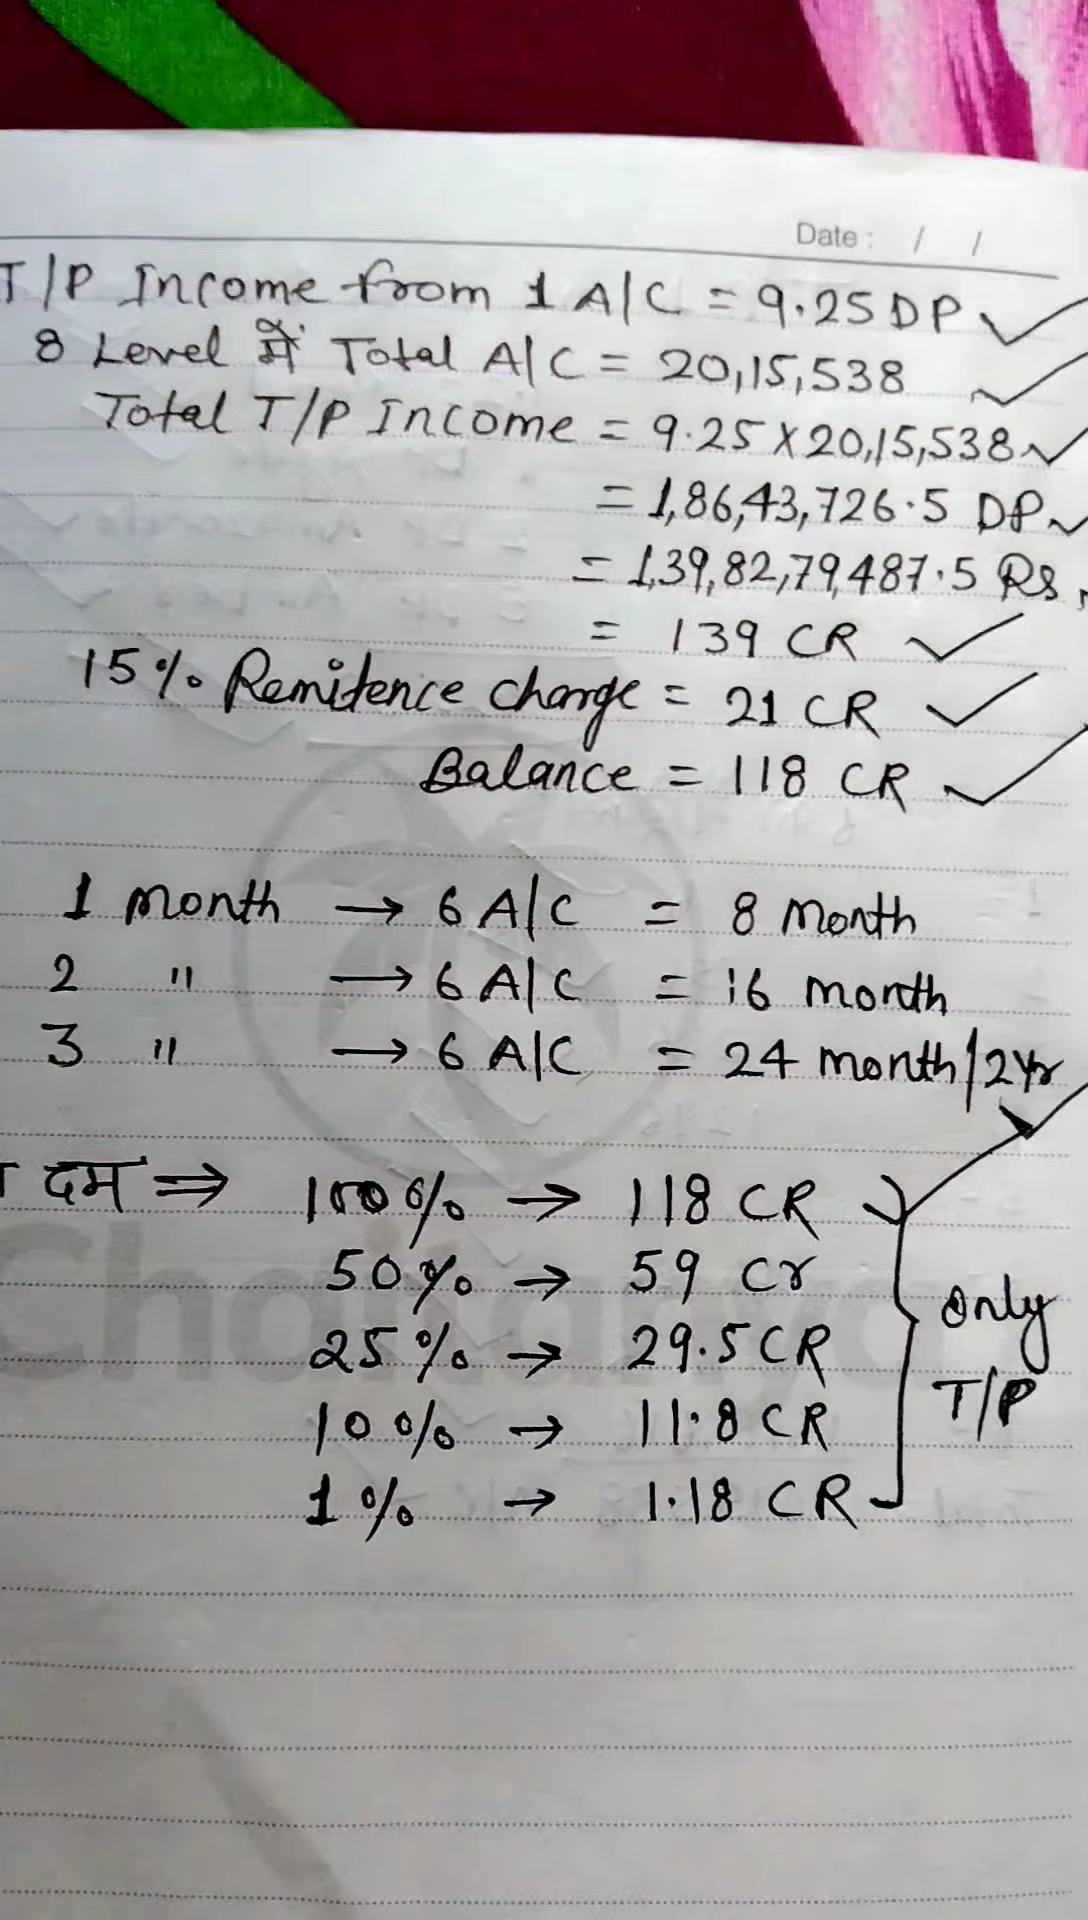 Date: / /
T/P Income from 1 A/C = 9.25 DP
8 Level में Total A/C = 20,15,538
Total T/P Income = 9.25 X 20,15,538
= 1,86,43,726.5 DP
= 1,39,82,79,487.5 Rs.
= 139 CR
15% Remitence charge = 21 CR
Balance = 118 CR
1 month → 6 A/C = 8 month
2 " → 6 A/C = 16 month
3 " → 6 A/C = 24 month/2Yr
दम ⇒ 100% → 118 CR
50% → 59 Cr
25% → 29.5 CR
only
T/P
10% → 11.8 CR
1% → 1.18 CR